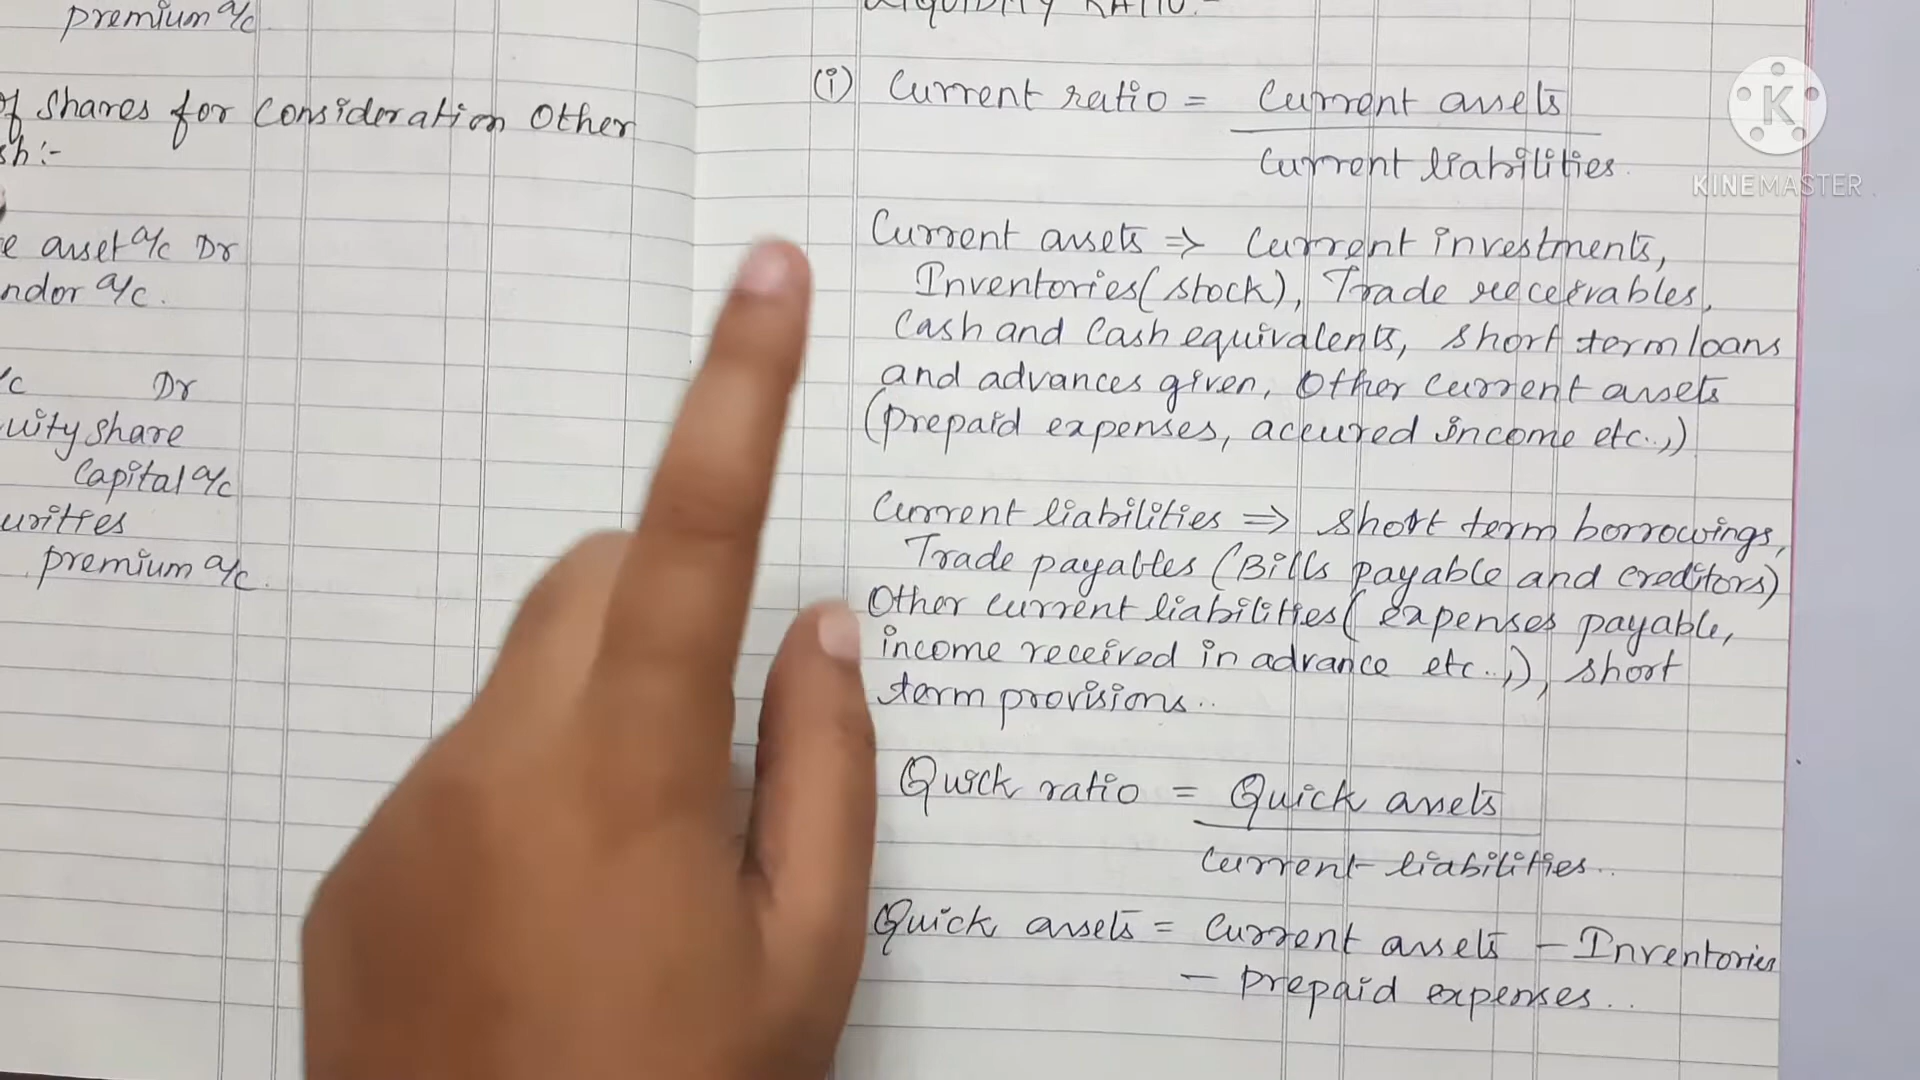 premium a/c
of shares for Consideration Other
sh:-
e asset a/c Dr
ndor a/c.
/c Dr
uity share
Capital a/c
urities
premium a/c.
LIQUIDITY RATIO:-
(i) Current ratio = Current assets
Current liabilities.
Current assets => Current investments,
Inventories(stock), Trade receivables,
Cash and Cash equivalents, short term loans
and advances given, Other current assets
(prepaid expenses, accured income etc..,)
Current liabilities => short term borrowings,
Trade payables (Bills payable and creditors)
Other current liabilities( expenses payable,
income received in advance etc..,), short
term provisions..
Quick ratio = Quick assets
Current liabilities..
Quick assets = Current assets - Inventories
- prepaid expenses..
K
KINEMASTER